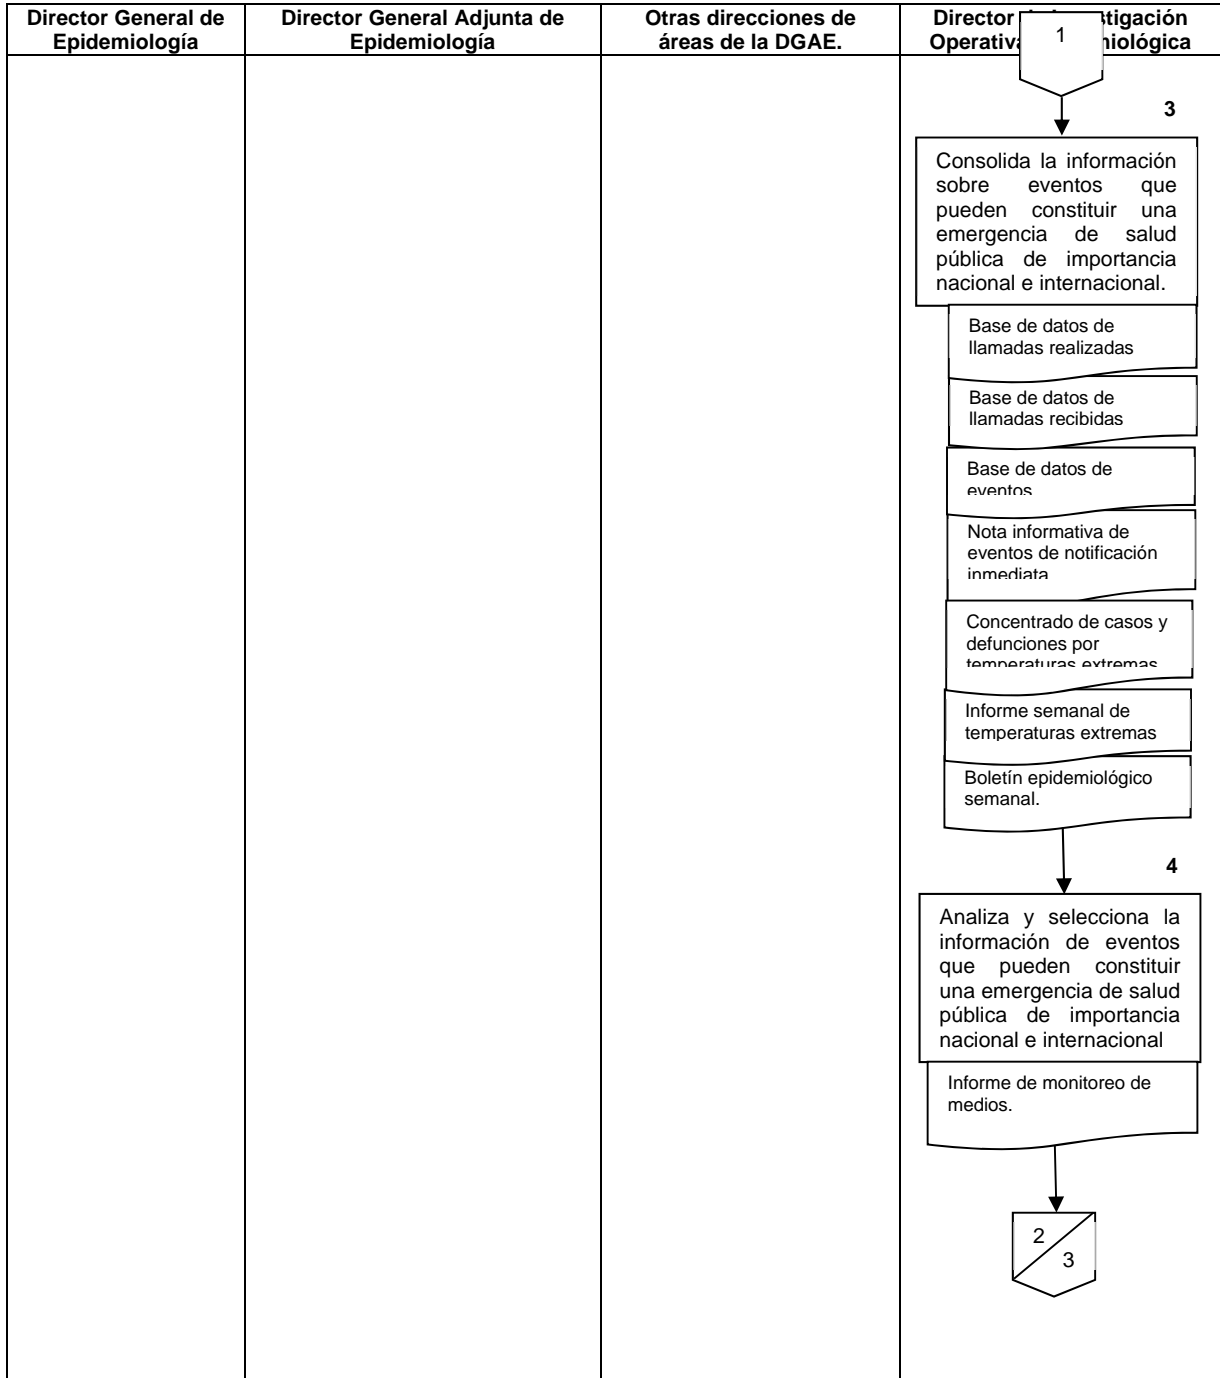 Director General de
Epidemiología
Director General Adjunta de
Epidemiología
Otras direcciones de
áreas de la DGAE.
Director stigación
Operativa iológica
1
3
Consolida la información
sobre eventos que
pueden constituir una
emergencia de salud
pública de importancia
nacional e internacional.
Base de datos de
llamadas realizadas
Base de datos de
llamadas recibidas
Base de datos de
eventos
Nota informativa de
eventos de notificación
inmediata
Concentrado de casos y
defunciones por
temperaturas extremas
Informe semanal de
temperaturas extremas
Boletín epidemiológico
semanal.
4
Analiza y selecciona la
información de eventos
que pueden constituir
una emergencia de salud
pública de importancia
nacional e internacional
Informe de monitoreo de
medios.
2
3